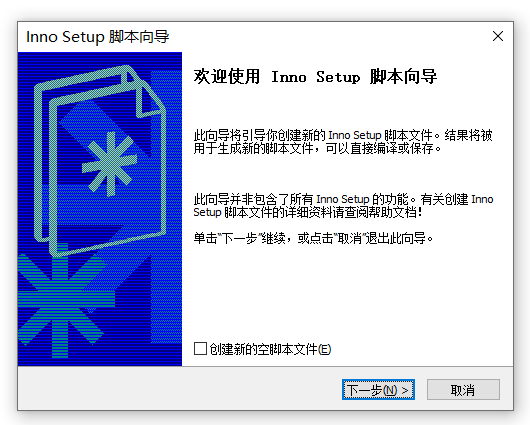 Inno Setup 脚本向导
欢迎使用 Inno Setup 脚本向导
此向导将引导你创建新的 Inno Setup 脚本文件。结果将被
用于生成新的脚本文件，可以直接编译或保存。
此向导并非包含了所有 Inno Setup 的功能。有关创建 Inno
Setup 脚本文件的详细资料请查阅帮助文档！
单击"下一步"继续，或点击"取消"退出此向导。
创建新的空脚本文件(E)
下一步(N) >
取消